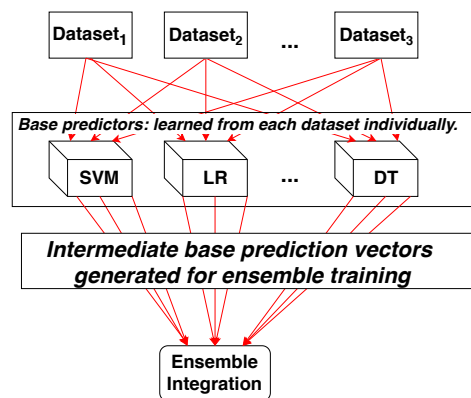 Dataset₁ Dataset₂ ... Dataset₃
Base predictors: learned from each dataset individually.
SVM LR ... DT
Intermediate base prediction vectors
generated for ensemble training
Ensemble
Integration